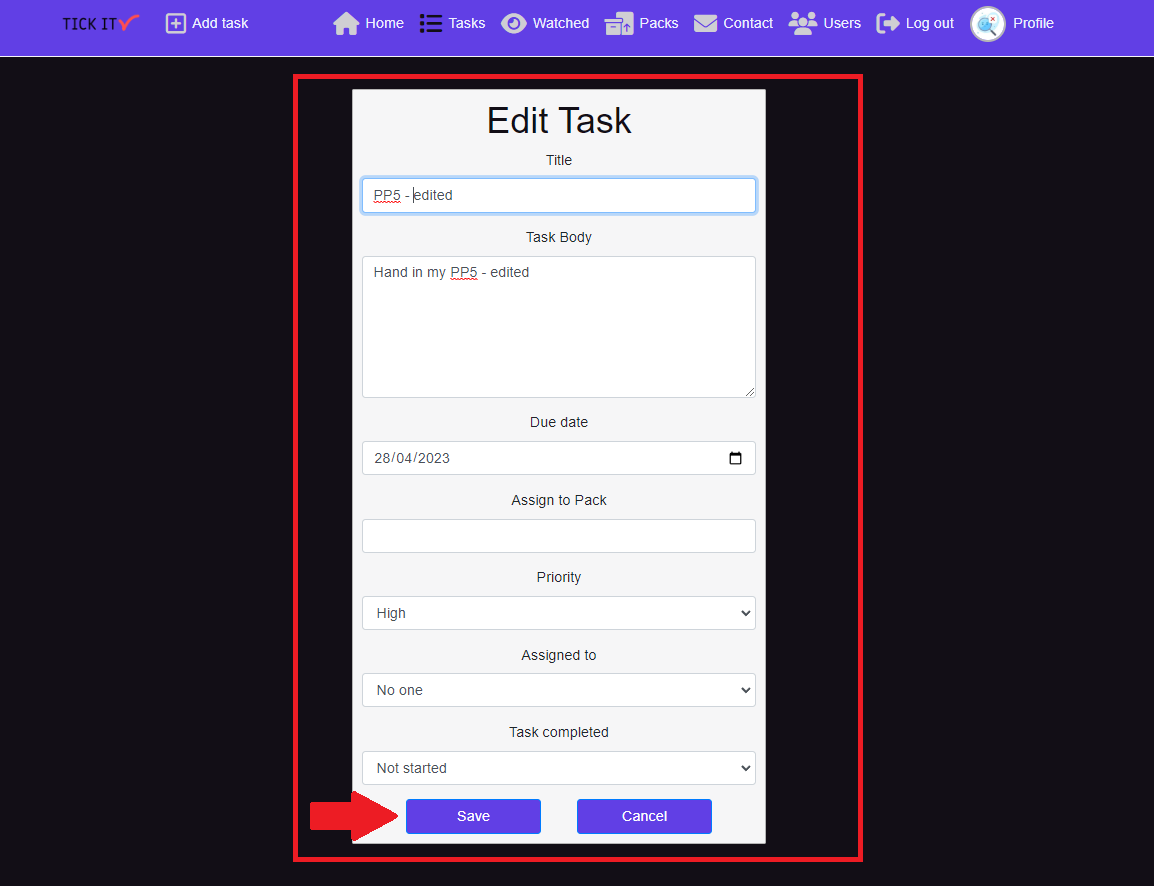 TICK IT Add task Home Tasks Watched Packs Contact Users Log out Profile
Edit Task
Title
PP5 - edited
Task Body
Hand in my PP5 - edited
Due date
28/04/2023
Assign to Pack
Priority
High
Assigned to
No one
Task completed
Not started
Save Cancel